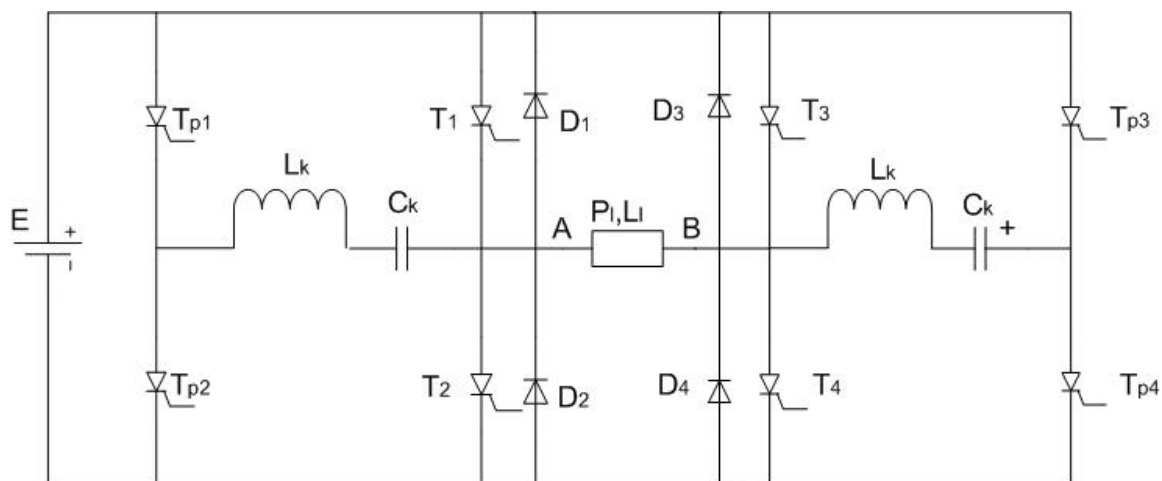 Tp1
T1
D1
D3
T3
Tp3
Lk
Ck
E
+
-
A
Pl,Ll
B
Lk
Ck
+
Tp2
T2
D2
D4
T4
Tp4